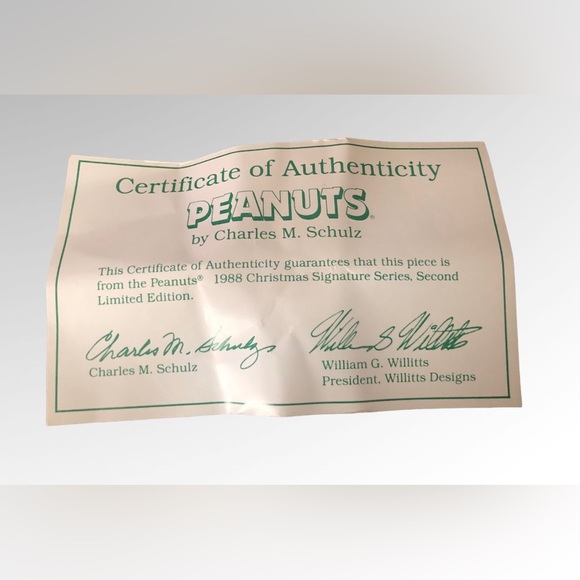 Certificate of Authenticity
PEANUTS®
by Charles M. Schulz
This Certificate of Authenticity guarantees that this piece is
from the Peanuts® 1988 Christmas Signature Series, Second
Limited Edition.
Charles M. Schulz
Charles M. Schulz
William G. Willitts
William G. Willitts
President, Willitts Designs